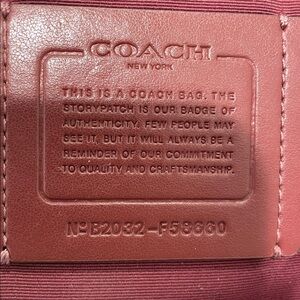 COACH
NEW YORK
THIS IS A COACH BAG. THE
STORYPATCH IS OUR BADGE OF
AUTHENTICITY. FEW PEOPLE MAY
SEE IT, BUT IT WILL ALWAYS BE A
REMINDER OF OUR COMMITMENT
TO QUALITY AND CRAFTSMANSHIP.
Nº B2032-F58660